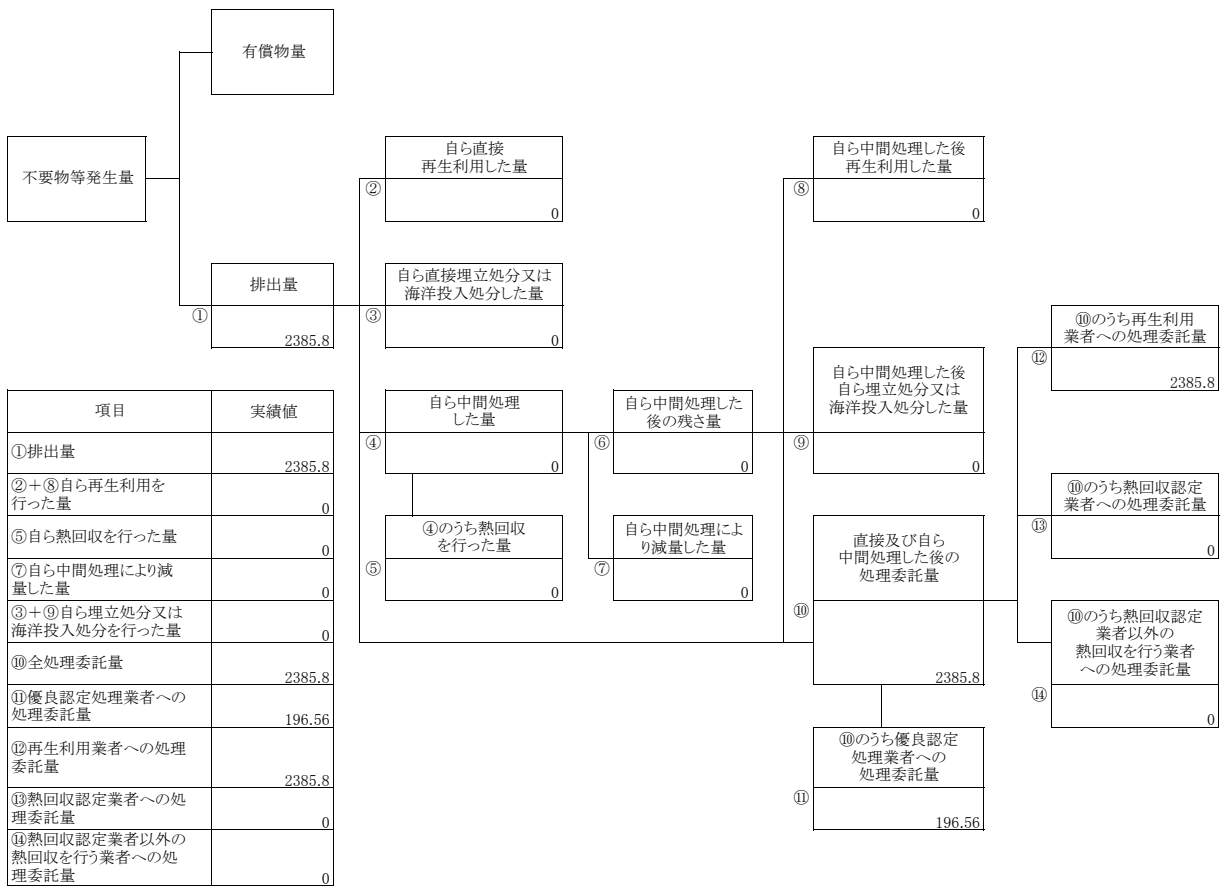 有償物量
不要物等発生量
自ら直接
再生利用した量
②
0
自ら中間処理した後
再生利用した量
⑧
0
排出量
①
2385.8
自ら直接埋立処分又は
海洋投入処分した量
③
0
⑩のうち再生利用
業者への処理委託量
⑫
2385.8
自ら中間処理
した量
④
0
自ら中間処理した
後の残さ量
⑥
0
自ら中間処理した後
自ら埋立処分又は
海洋投入処分した量
⑨
0
⑩のうち熱回収認定
業者への処理委託量
⑬
0
④のうち熱回収
を行った量
⑤
0
自ら中間処理によ
り減量した量
⑦
0
直接及び自ら
中間処理した後の
処理委託量
⑩
2385.8
⑩のうち熱回収認定
業者以外の
熱回収を行う業者
への処理委託量
⑭
0
⑩のうち優良認定
処理業者への
処理委託量
⑪
196.56
項目 実績値
①排出量
2385.8
②+⑧自ら再生利用を
行った量
0
⑤自ら熱回収を行った量
0
⑦自ら中間処理により減
量した量
0
③+⑨自ら埋立処分又は
海洋投入処分を行った量
0
⑩全処理委託量
2385.8
⑪優良認定処理業者への
処理委託量
196.56
⑫再生利用業者への処理
委託量
2385.8
⑬熱回収認定業者への処
理委託量
0
⑭熱回収認定業者以外の
熱回収を行う業者への処
理委託量
0